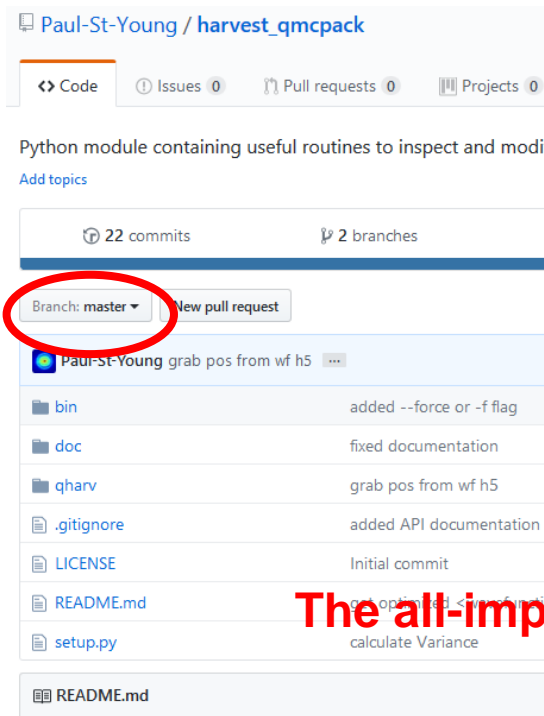 Paul-St-Young / harvest_qmcpack
Code Issues 0 Pull requests 0 Projects 0
Python module containing useful routines to inspect and modi
Add topics
22 commits 2 branches
Branch: master New pull request
Paul-St-Young grab pos from wf h5 ...
bin added --force or -f flag
doc fixed documentation
qharv grab pos from wf h5
.gitignore added API documentation
LICENSE Initial commit
README.md get optimized <wavefuncti
The all-imp
setup.py calculate Variance
README.md